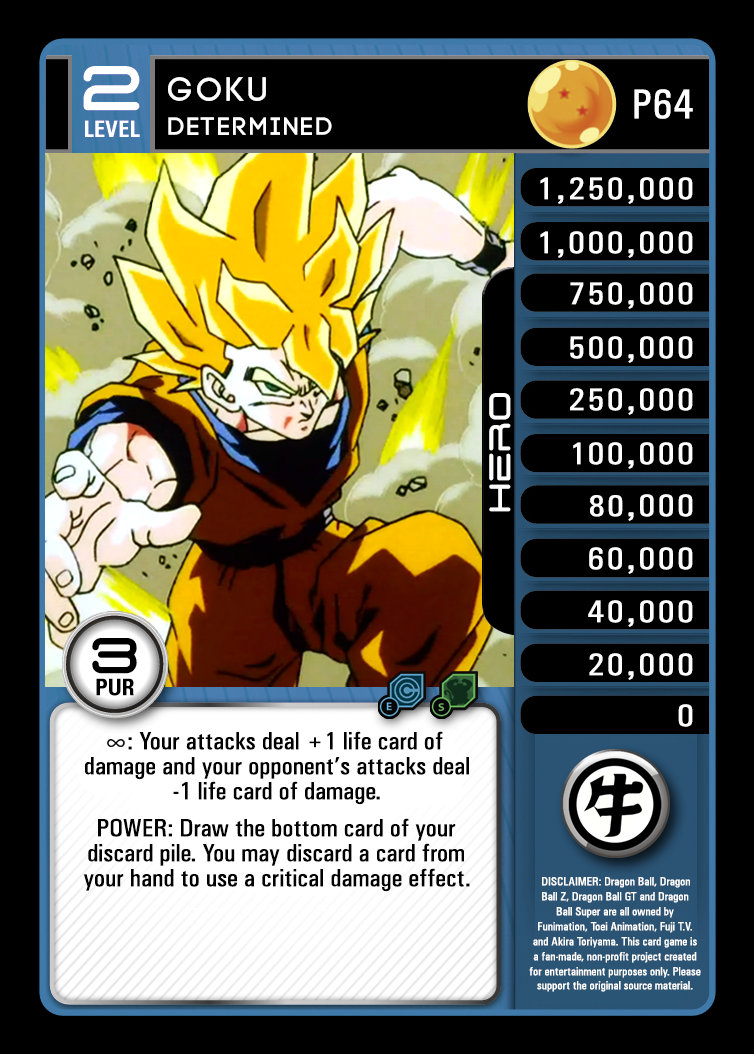 2
LEVEL
GOKU
DETERMINED
P64
1,250,000
1,000,000
750,000
500,000
250,000
100,000
80,000
60,000
40,000
20,000
0
HERO
3
PUR
E
S
∞: Your attacks deal +1 life card of
damage and your opponent's attacks deal
-1 life card of damage.
POWER: Draw the bottom card of your
discard pile. You may discard a card from
your hand to use a critical damage effect.
牛
DISCLAIMER: Dragon Ball, Dragon
Ball Z, Dragon Ball GT and Dragon
Ball Super are all owned by
Funimation, Toei Animation, Fuji T.V.
and Akira Toriyama. This card game is
a fan-made, non-profit project created
for entertainment purposes only. Please
support the original source material.